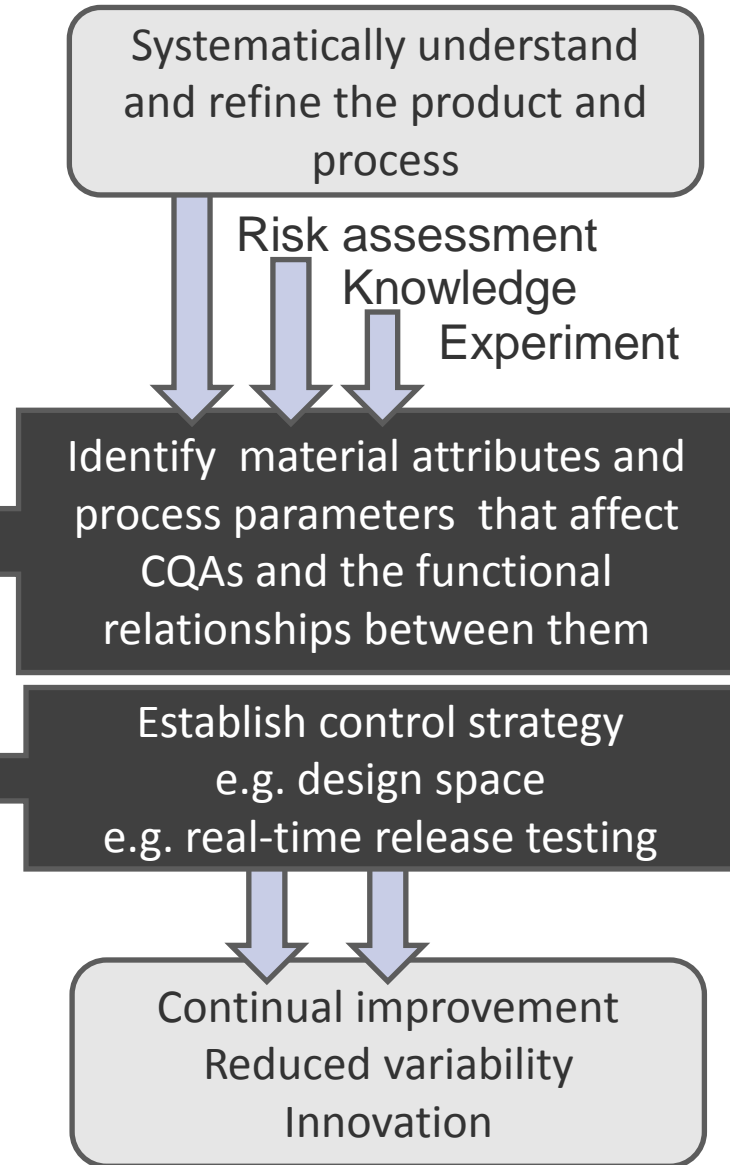 Systematically understand
and refine the product and
process
Risk assessment
Knowledge
Experiment
Identify material attributes and
process parameters that affect
CQAs and the functional
relationships between them
Establish control strategy
e.g. design space
e.g. real-time release testing
Continual improvement
Reduced variability
Innovation